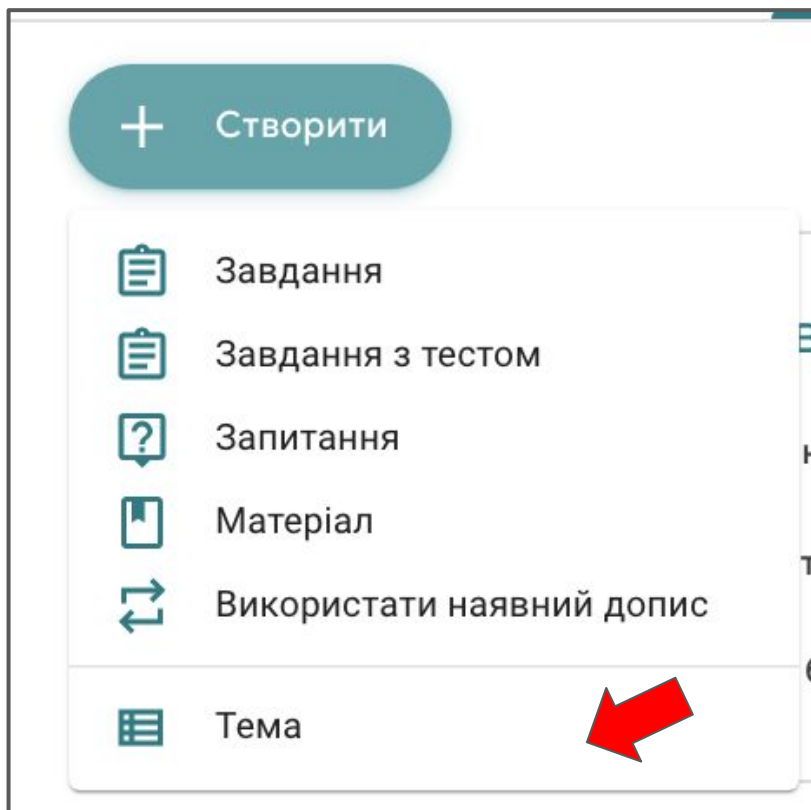 Створити
Завдання
Завдання з тестом
Запитання
Матеріал
Використати наявний допис
Тема